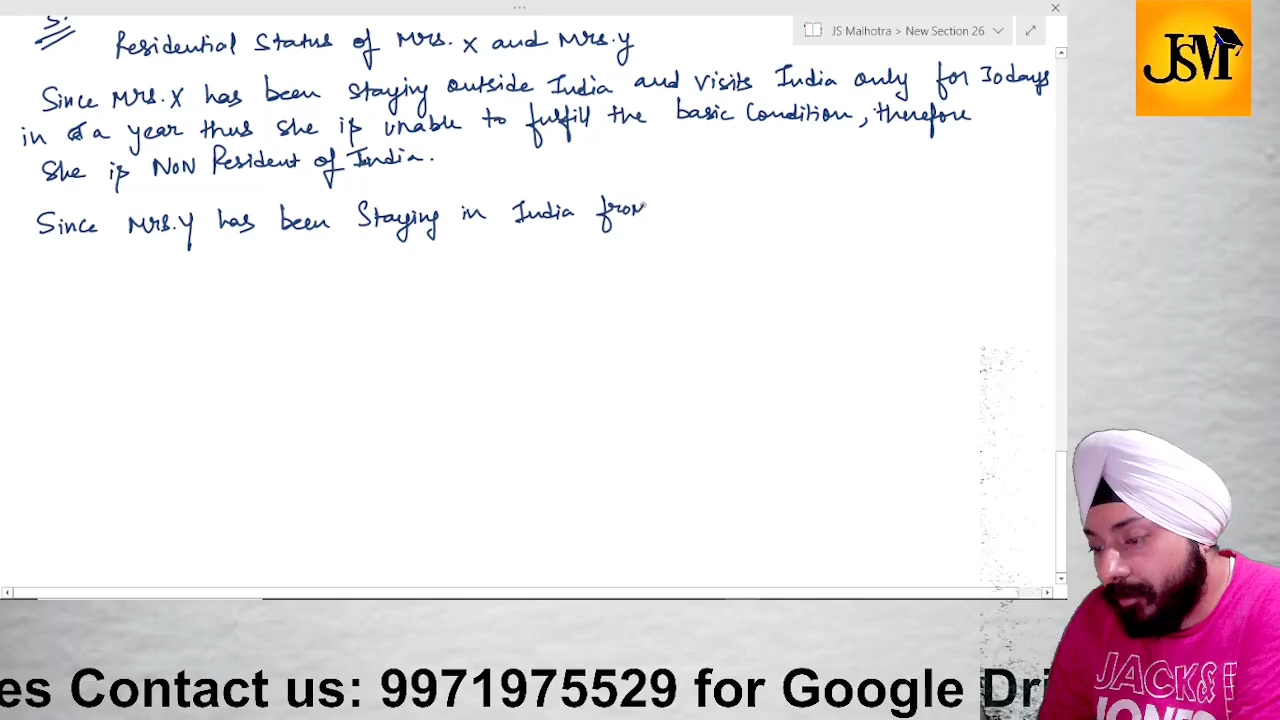 5.
JS Malhotra > New Section 26
JSM
Residential Status of Mrs. X and Mrs. Y
Since Mrs. X has been staying outside India and visits India only for 30 days
in a year thus she is unable to fulfill the basic Condition, therefore
She is NON Resident of India.
Since Mrs. Y has been Staying in India from
JACK&
JONES
es Contact us: 9971975529 for Google Dri